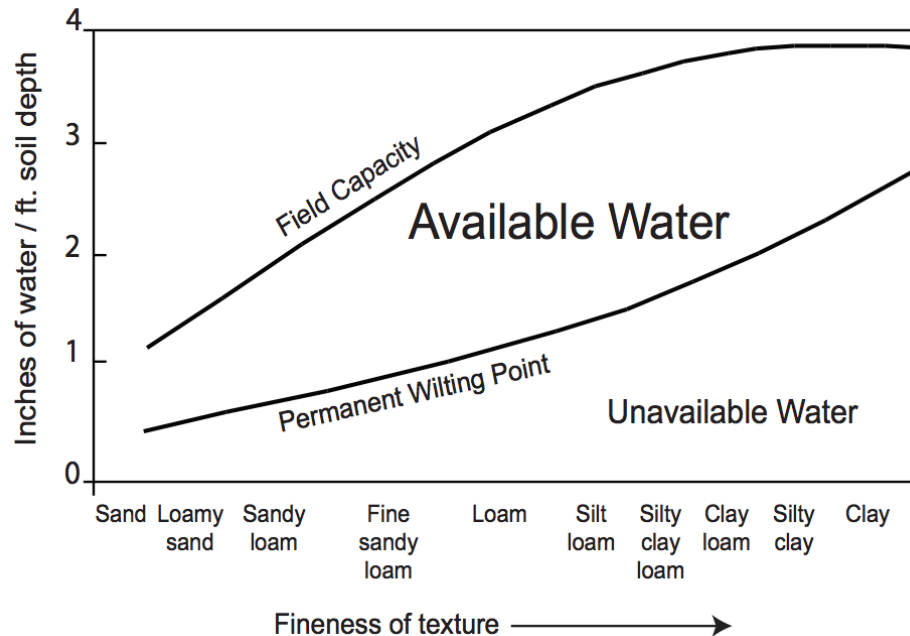 Inches of water / ft. soil depth
4
3
2
1
0
Field Capacity
Available Water
Permanent Wilting Point
Unavailable Water
Sand
Loamy
sand
Sandy
loam
Fine
sandy
loam
Loam
Silt
loam
Silty
clay
loam
Clay
loam
Silty
clay
Clay
Fineness of texture